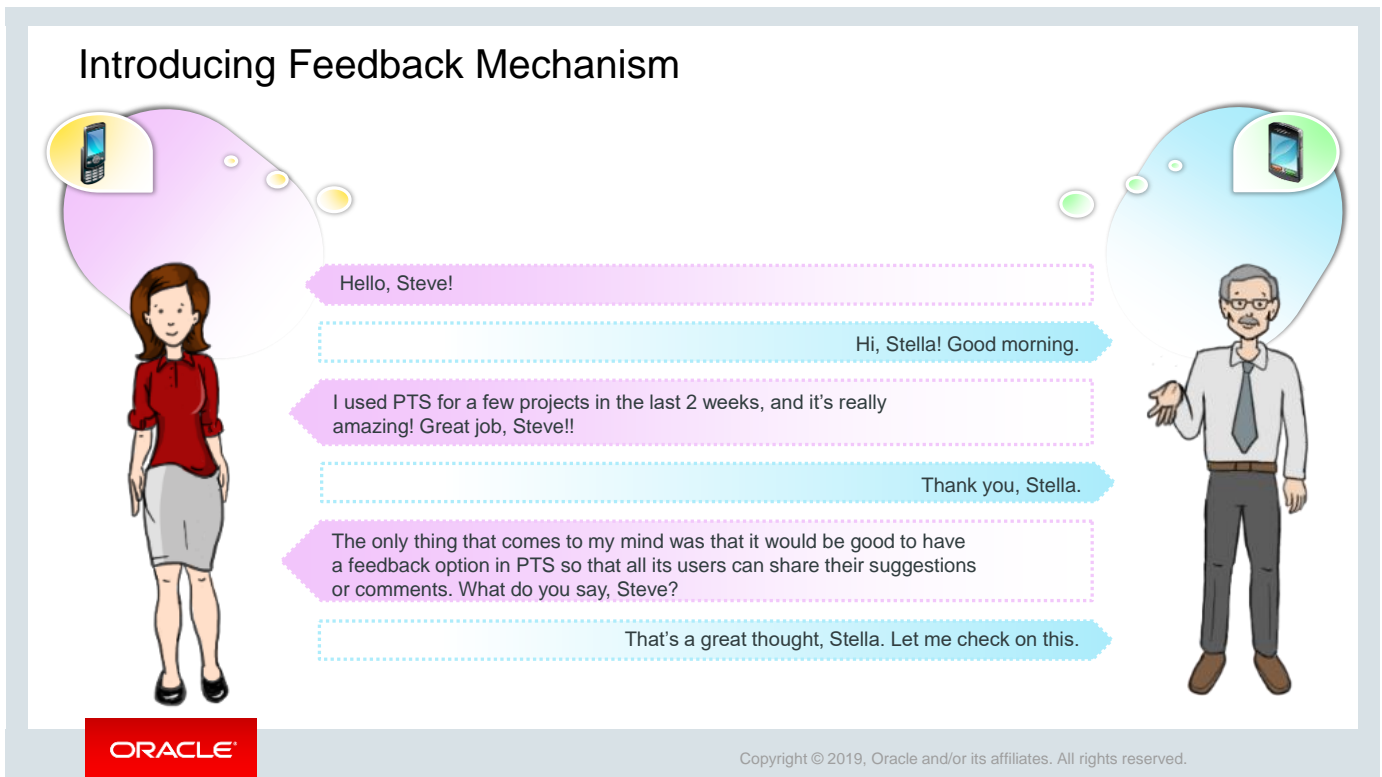 Introducing Feedback Mechanism
Hello, Steve!
Hi, Stella! Good morning.
I used PTS for a few projects in the last 2 weeks, and it’s really
amazing! Great job, Steve!!
Thank you, Stella.
The only thing that comes to my mind was that it would be good to have
a feedback option in PTS so that all its users can share their suggestions
or comments. What do you say, Steve?
That’s a great thought, Stella. Let me check on this.
ORACLE®
Copyright © 2019, Oracle and/or its affiliates. All rights reserved.